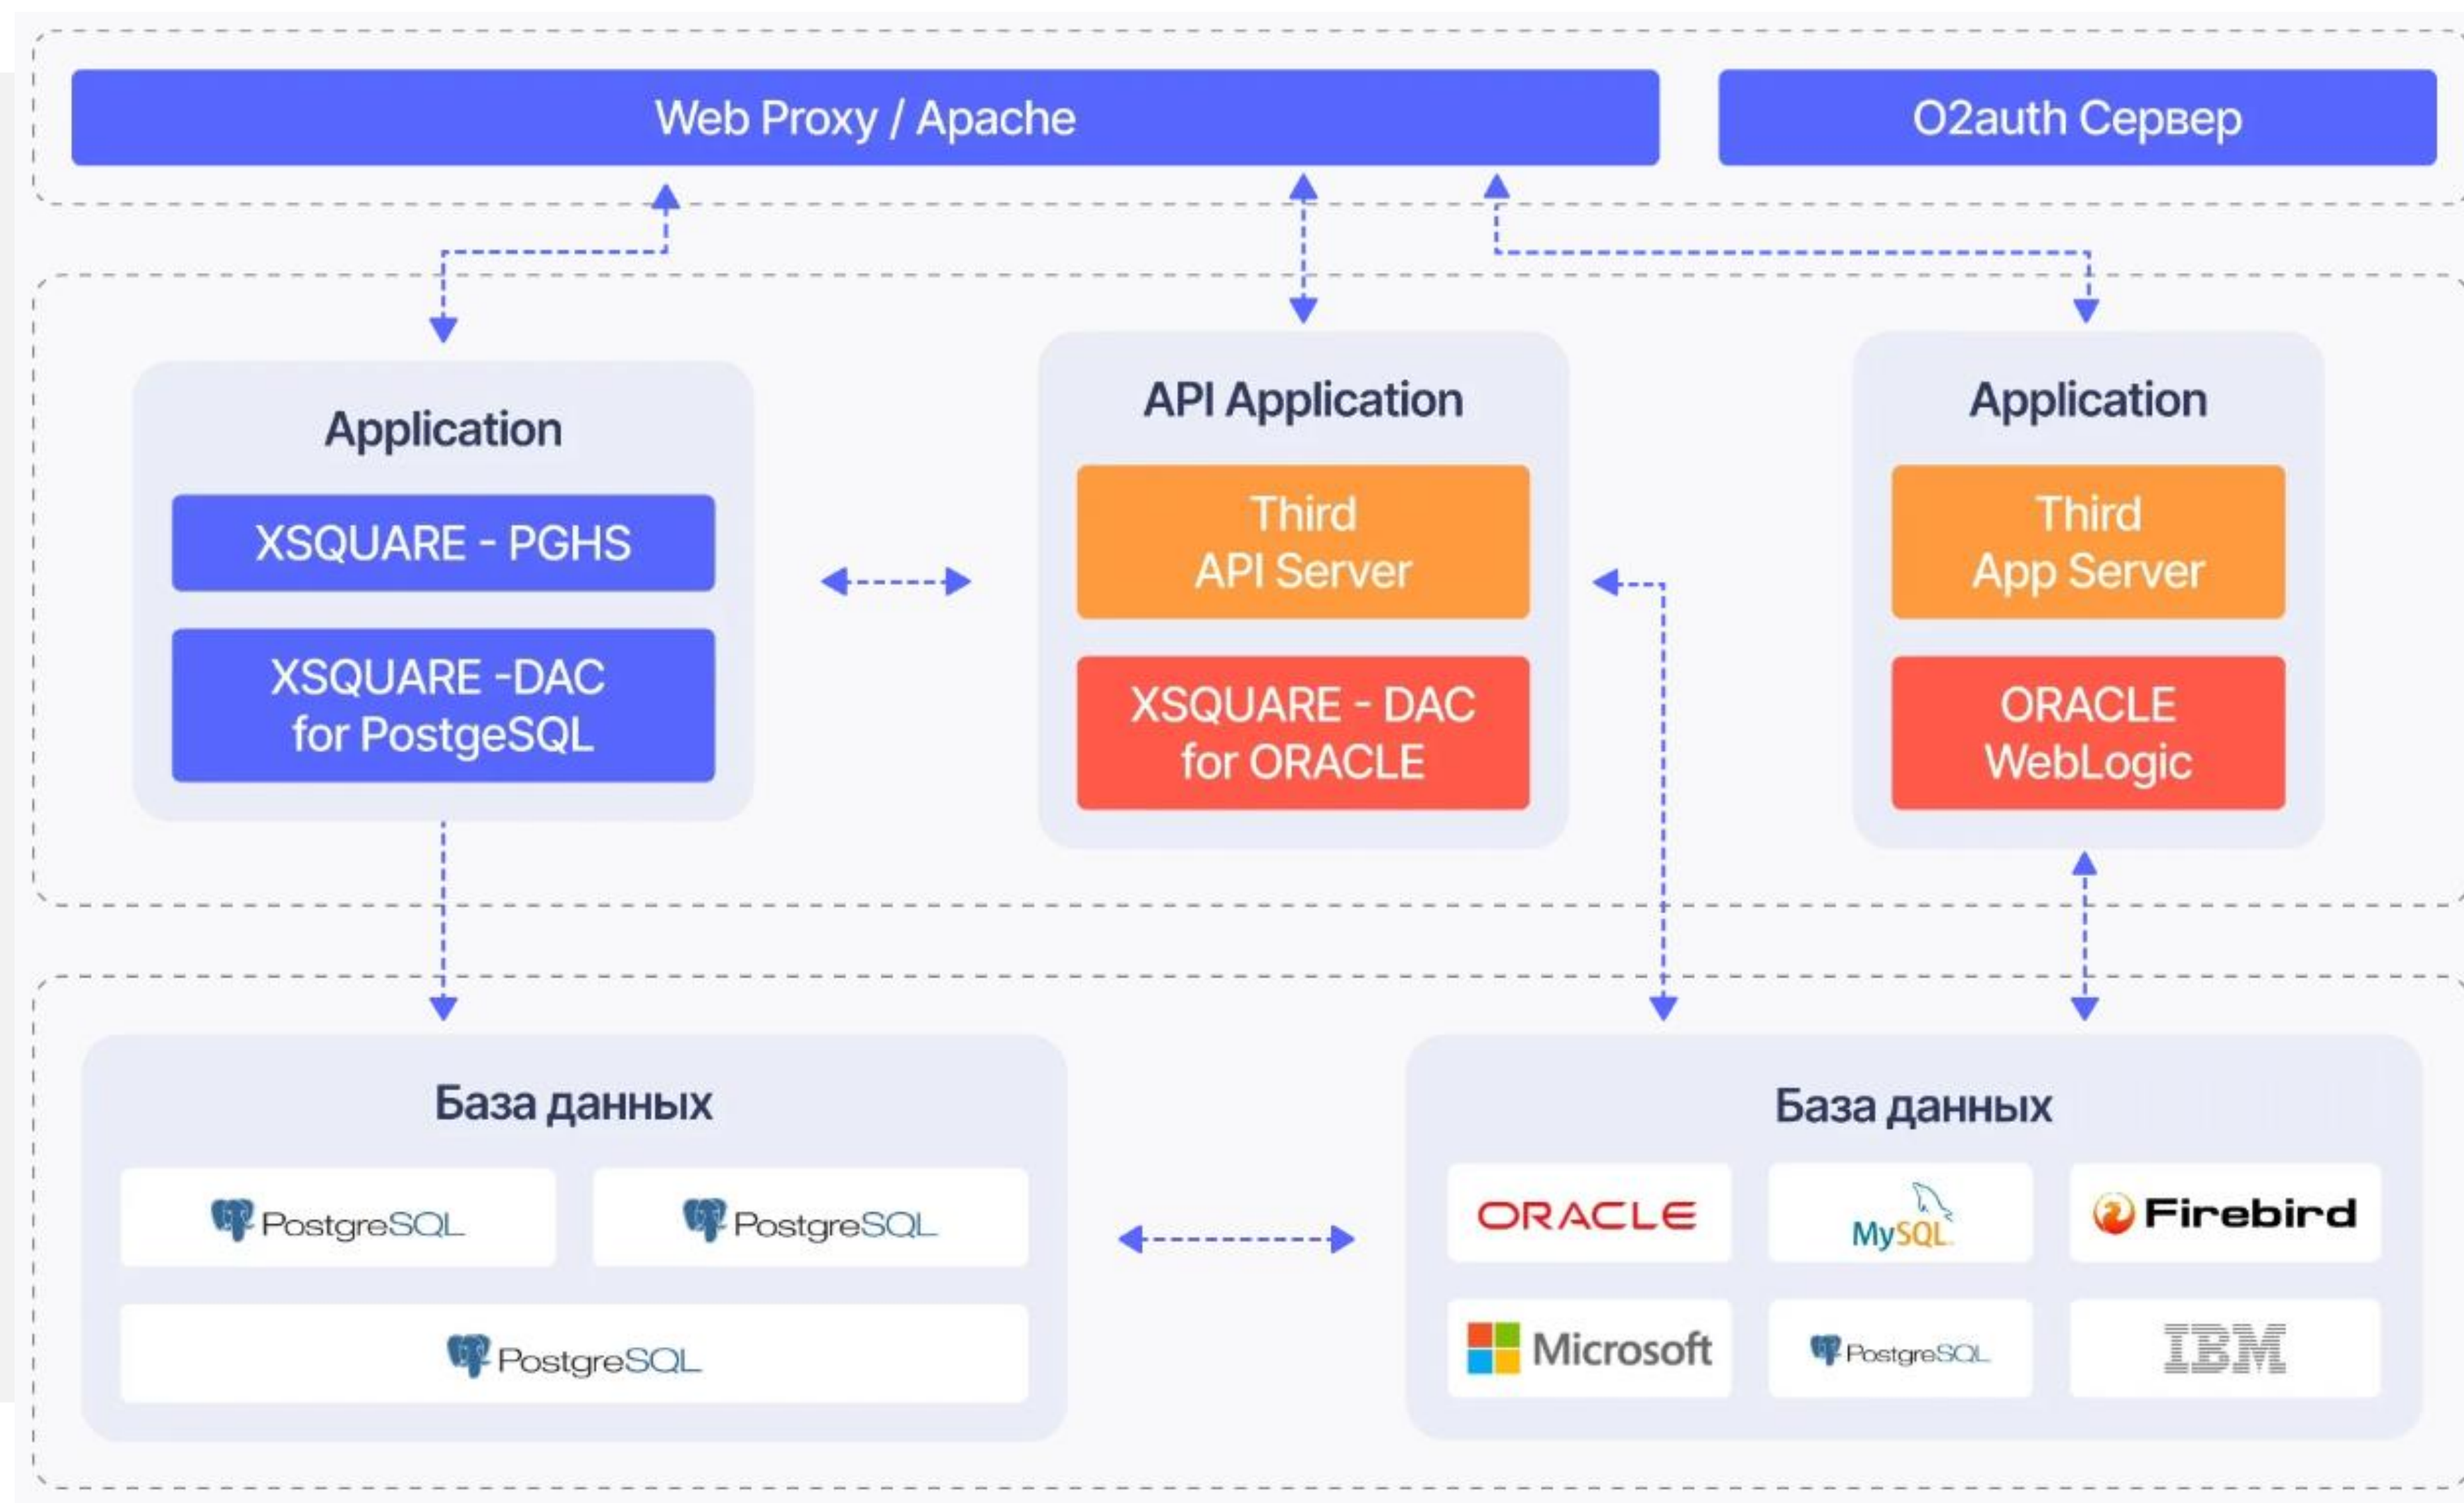 Web Proxy / Apache
O2auth Сервер
Application
XSQUARE - PGHS
XSQUARE -DAC
for PostgeSQL
API Application
Third
API Server
XSQUARE - DAC
for ORACLE
Application
Third
App Server
ORACLE
WebLogic
База данных
PostgreSQL
PostgreSQL
PostgreSQL
База данных
ORACLE
MySQL
Firebird
Microsoft
PostgreSQL
IBM